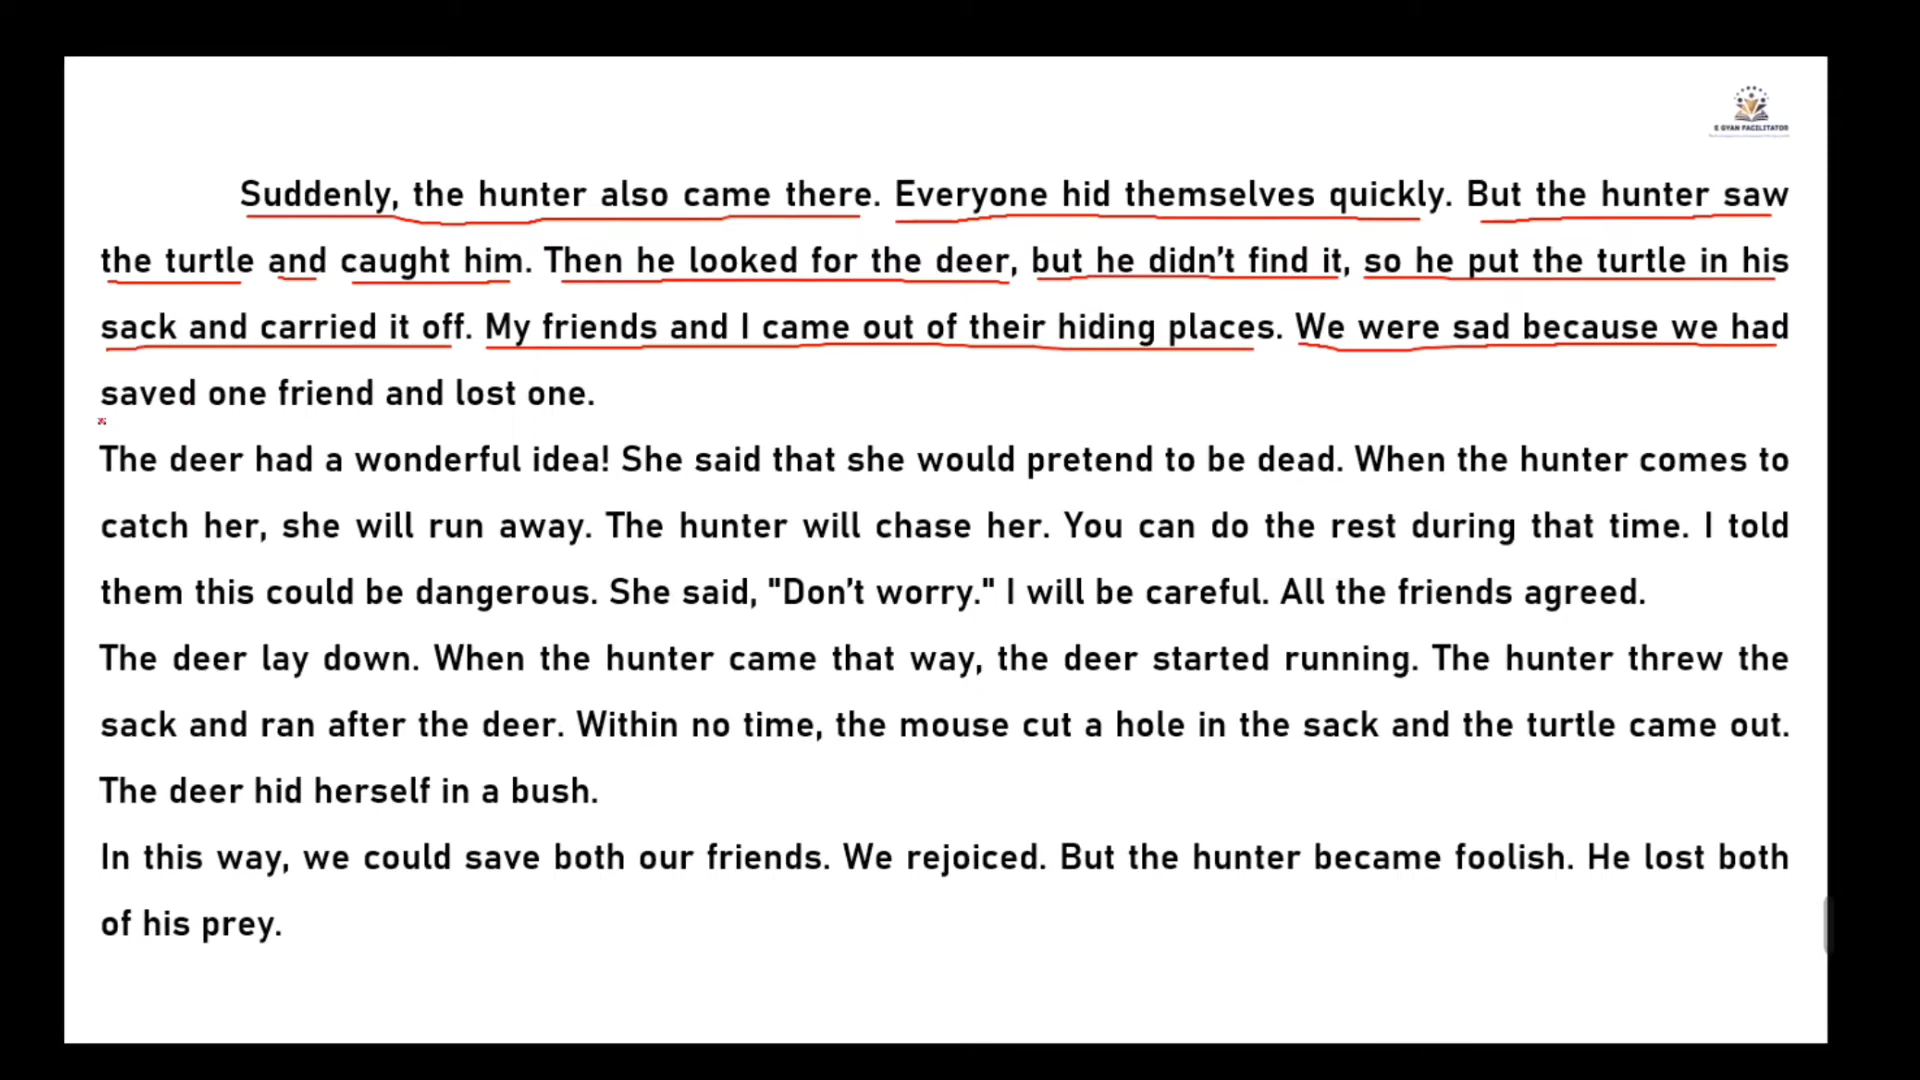 E GYAN FACILITATOR
Suddenly, the hunter also came there. Everyone hid themselves quickly. But the hunter saw
the turtle and caught him. Then he looked for the deer, but he didn't find it, so he put the turtle in his
sack and carried it off. My friends and I came out of their hiding places. We were sad because we had
saved one friend and lost one.
The deer had a wonderful idea! She said that she would pretend to be dead. When the hunter comes to
catch her, she will run away. The hunter will chase her. You can do the rest during that time. I told
them this could be dangerous. She said, "Don't worry." I will be careful. All the friends agreed.
The deer lay down. When the hunter came that way, the deer started running. The hunter threw the
sack and ran after the deer. Within no time, the mouse cut a hole in the sack and the turtle came out.
The deer hid herself in a bush.
In this way, we could save both our friends. We rejoiced. But the hunter became foolish. He lost both
of his prey.